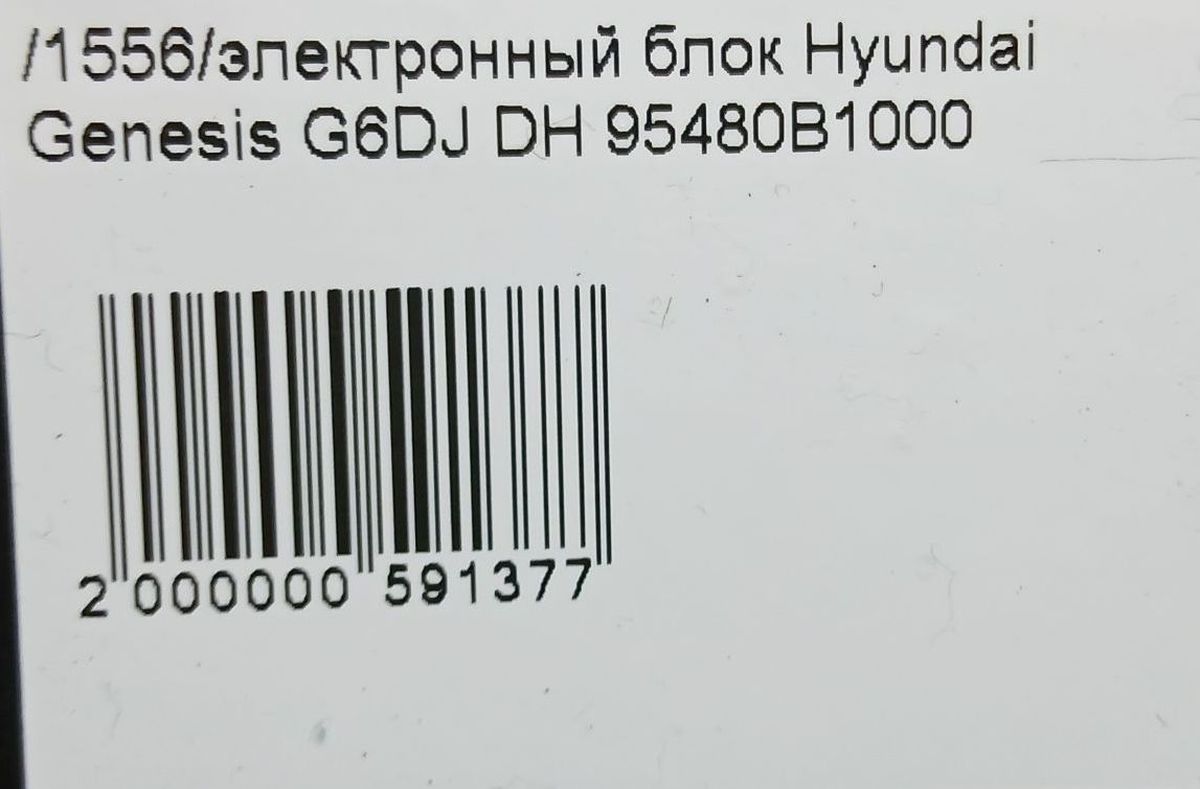 /1556/электронный блок Hyundai
Genesis G6DJ DH 95480B1000
2 000000 591377